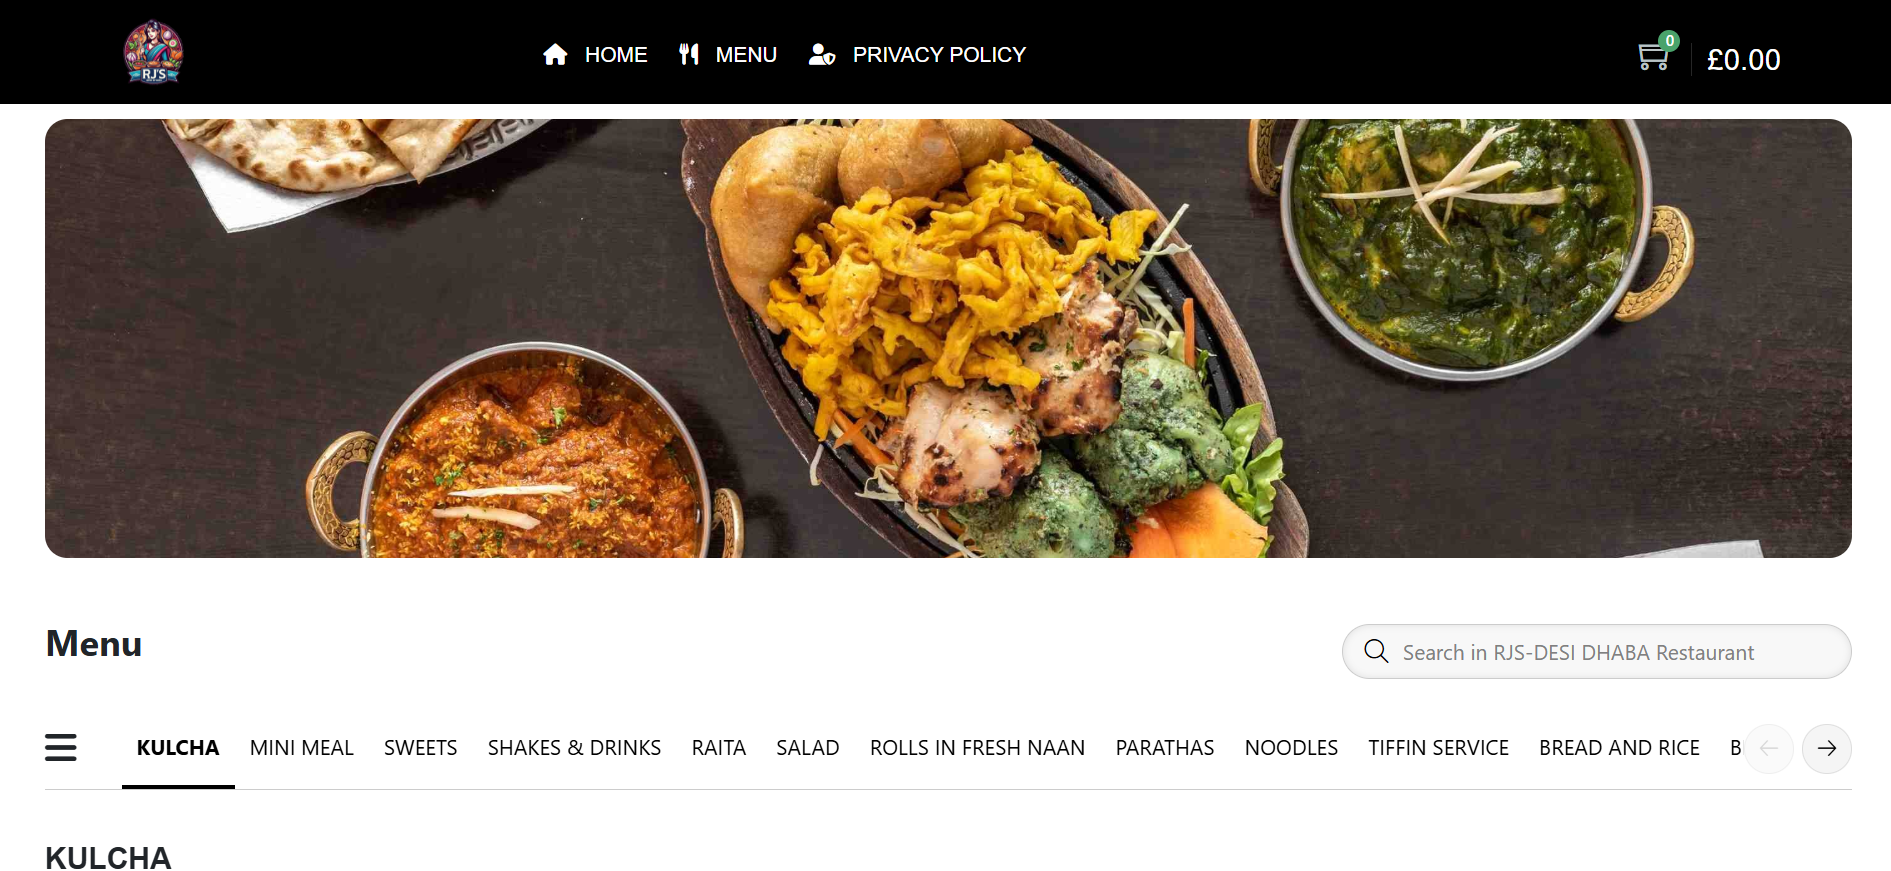 RJ'S
HOME MENU PRIVACY POLICY
0
£0.00
Menu
Search in RJS-DESI DHABA Restaurant
KULCHA MINI MEAL SWEETS SHAKES & DRINKS RAITA SALAD ROLLS IN FRESH NAAN PARATHAS NOODLES TIFFIN SERVICE BREAD AND RICE B
KULCHA